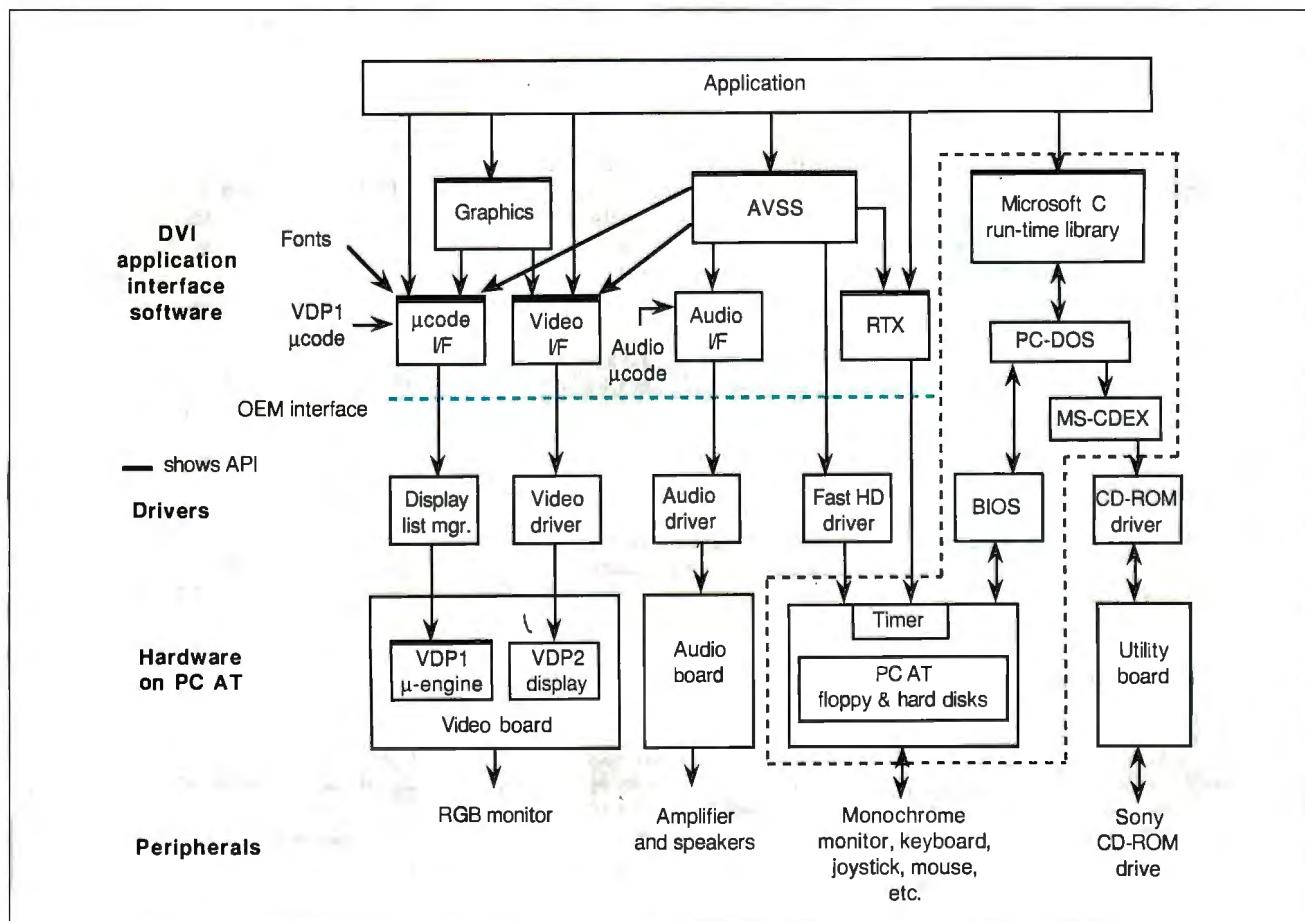 Application
DVI
application
interface
software
Fonts
VDP1
µcode
Graphics
AVSS
Microsoft C
run-time library
µcode
I/F
Video
I/F
Audio
µcode
Audio
I/F
RTX
PC-DOS
MS-CDEX
OEM interface
shows API
Drivers
Display
list mgr.
Video
driver
Audio
driver
Fast HD
driver
BIOS
CD-ROM
driver
Hardware
on PC AT
VDP1
µ-engine
VDP2
display
Video board
Audio
board
Timer
PC AT
floppy & hard disks
Utility
board
Peripherals
RGB monitor
Amplifier
and speakers
Monochrome
monitor, keyboard,
joystick, mouse,
etc.
Sony
CD-ROM
drive